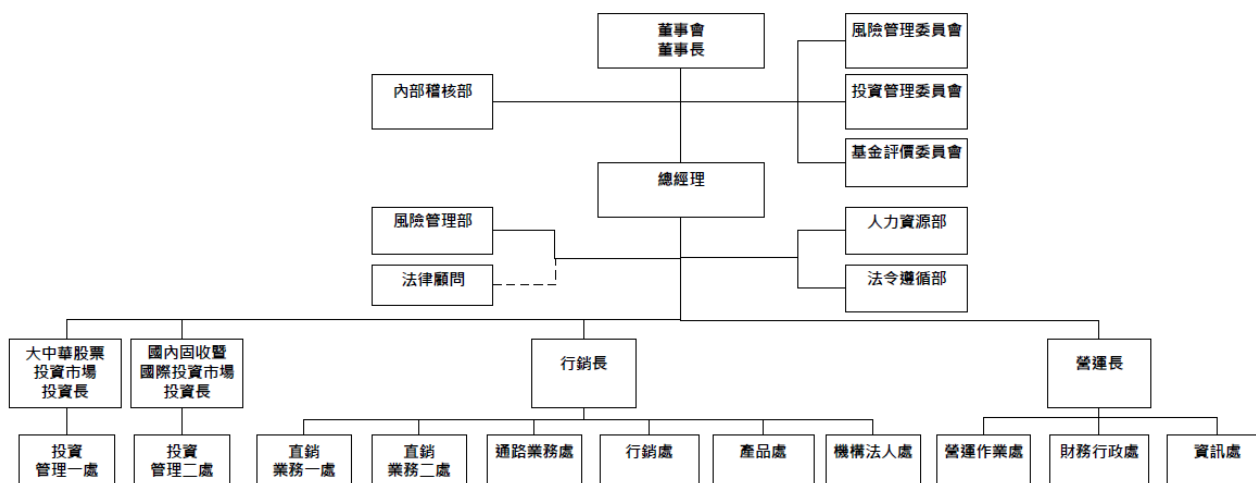 董事會
董事長
風險管理委員會
內部稽核部
投資管理委員會
基金評價委員會
總經理
風險管理部
人力資源部
法律顧問
法令遵循部
大中華股票
投資市場
投資長
國內固收暨
國際投資市場
投資長
行銷長
營運長
投資
管理一處
投資
管理二處
直銷
業務一處
直銷
業務二處
通路業務處
行銷處
產品處
機構法人處
營運作業處
財務行政處
資訊處